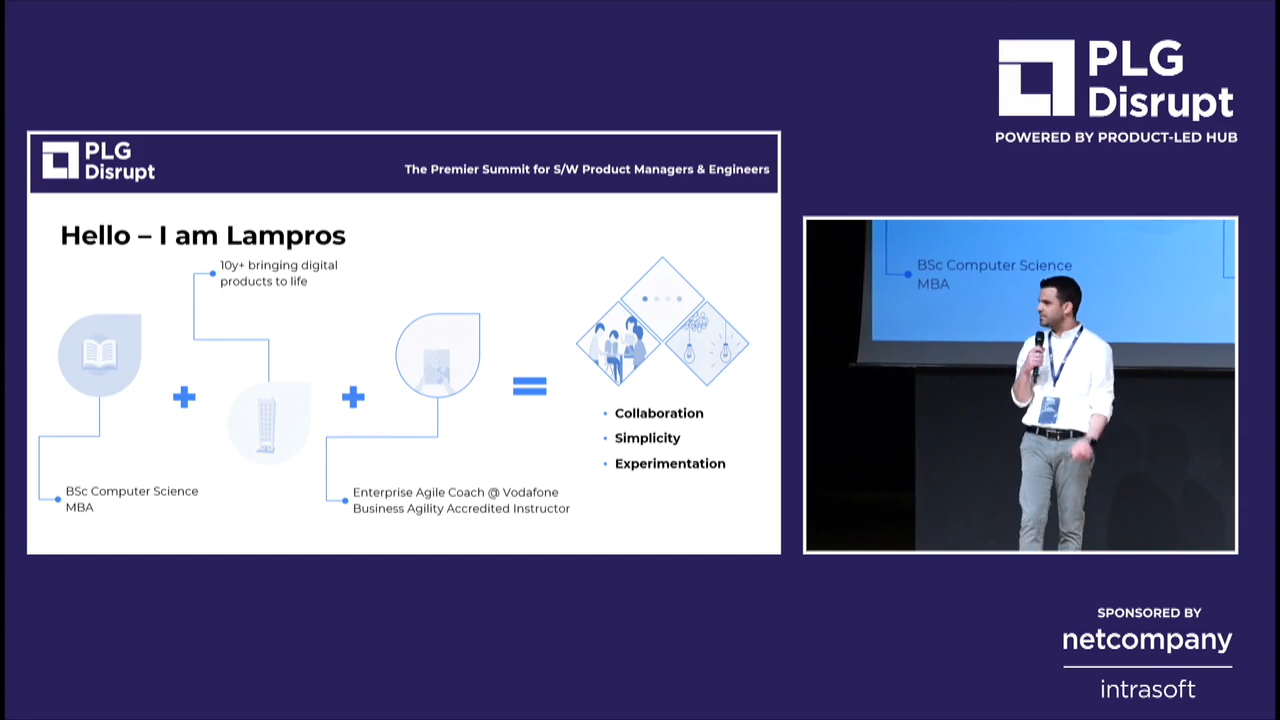 PLG
Disrupt
POWERED BY PRODUCT-LED HUB
PLG
Disrupt
The Premier Summit for S/W Product Managers & Engineers
Hello – I am Lampros
10y+ bringing digital
products to life
BSc Computer Science
MBA
Enterprise Agile Coach @ Vodafone
Business Agility Accredited Instructor
• Collaboration
• Simplicity
• Experimentation
BSc Computer Science
MBA
SPONSORED BY
netcompany
intrasoft